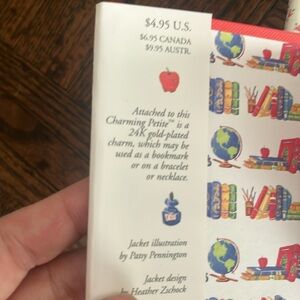 $4.95 U.S.
$6.95 CANADA
$9.95 AUSTR.
Attached to this
Charming Petite™ is a
24K gold-plated
charm, which may be
used as a bookmark
or on a bracelet
or necklace.
Jacket illustration
by Patty Pennington
Jacket design
by Heather Zschock